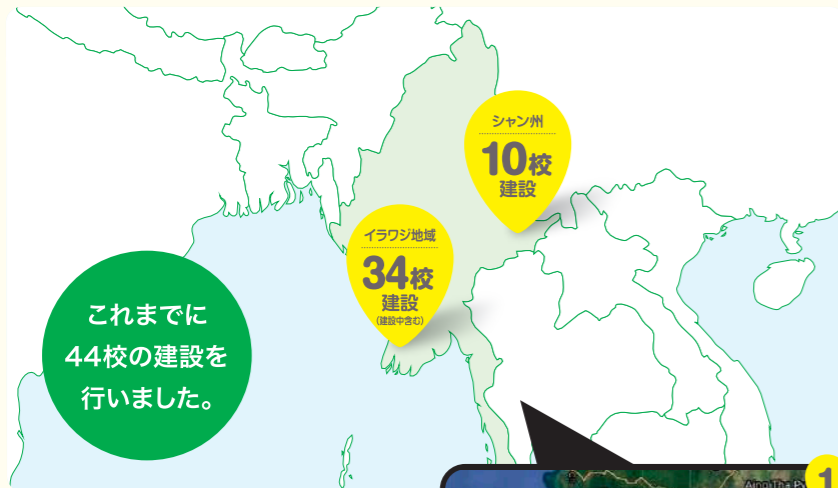 シャン州
10校
建設
イラワジ地域
34校
建設
(建設中含む)
これまでに
44校の建設を
行いました。
1